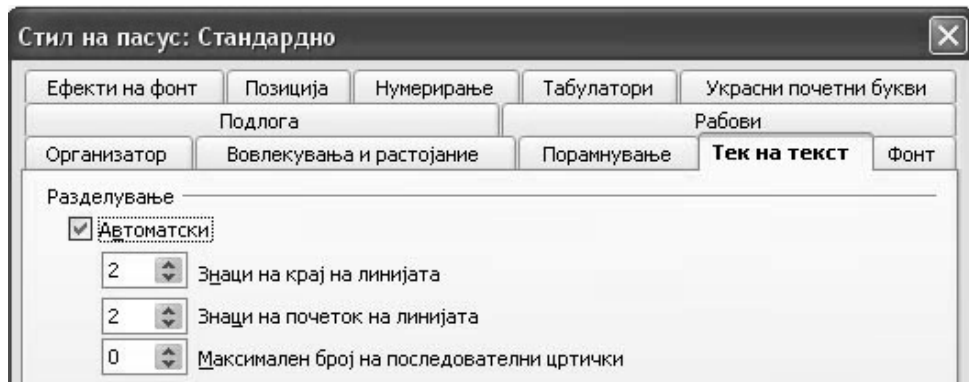 Стил на пасус: Стандардно
Ефекти на фонт Позиција Нумерирање Табулатори Украсни почетни букви
Подлога Рабови
Организатор Вовлекувања и растојание Порамнување Тек на текст Фонт
Разделување
Автоматски
2 Знаци на крај на линијата
2 Знаци на почеток на линијата
0 Максимален број на последователни цртички